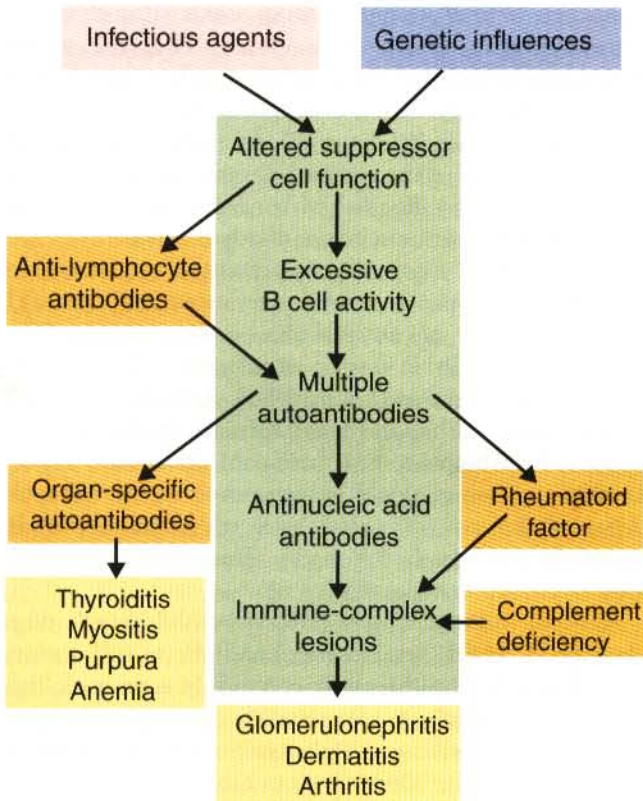 Infectious agents
Genetic influences
Altered suppressor
cell function
Anti-lymphocyte
antibodies
Excessive
B cell activity
Multiple
autoantibodies
Organ-specific
autoantibodies
Antinucleic acid
antibodies
Rheumatoid
factor
Thyroiditis
Myositis
Purpura
Anemia
Immune-complex
lesions
Complement
deficiency
Glomerulonephritis
Dermatitis
Arthritis